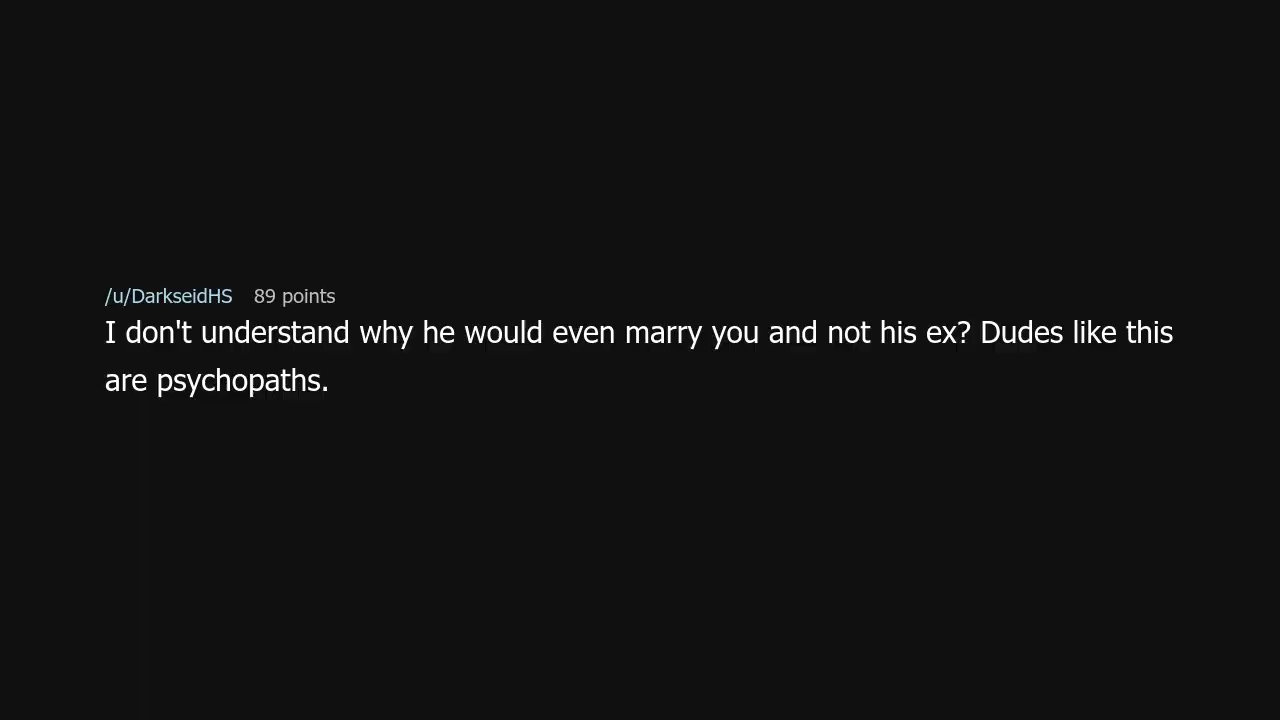 /u/DarkseidHS 89 points
I don't understand why he would even marry you and not his ex? Dudes like this
are psychopaths.